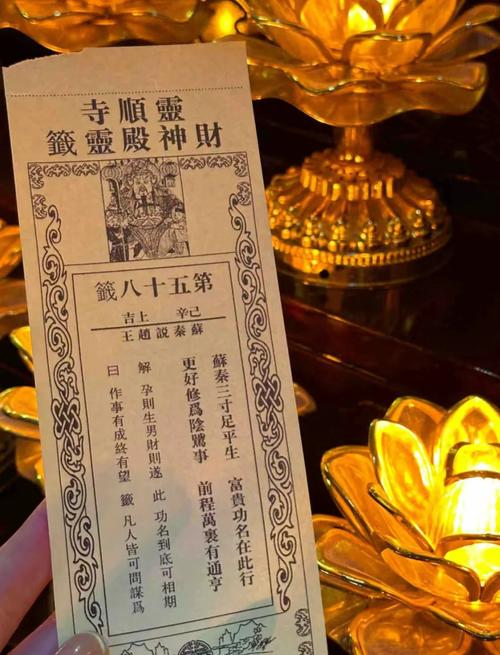 靈順寺
財神殿靈籤
第五十八籤
己辛 上吉
蘇秦說趙王
蘇秦三寸足平生 富貴功名在此行
更好修爲陰騭事 前程萬裏有通亨
解 孕則生男財則遂 此 功名到底可相期
曰 作事有成終有望 籤 凡人皆可問謀爲